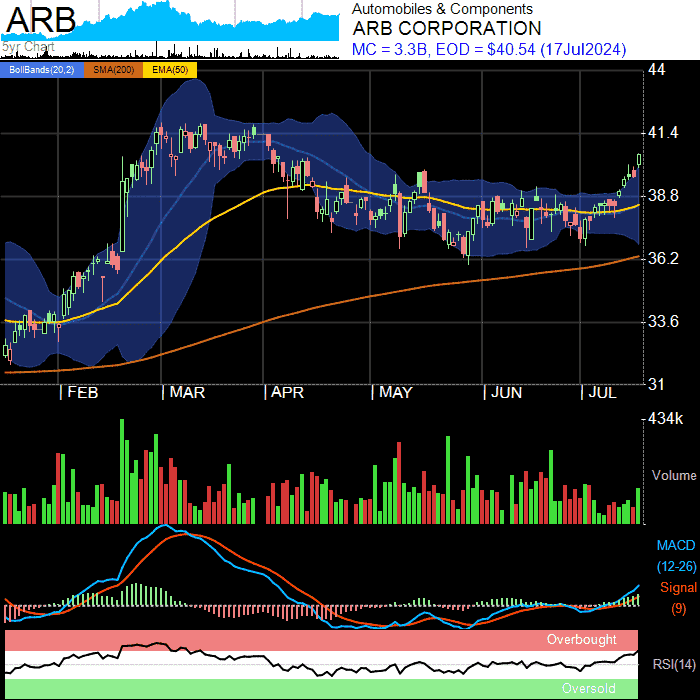 ARB
5yr Chart
Automobiles & Components
ARB CORPORATION
MC = 3.3B, EOD = $40.54 (17Jul2024)
BollBands(20,2) SMA(200) EMA(50)
44
41.4
38.8
36.2
33.6
31
FEB MAR APR MAY JUN JUL
434k
Volume
MACD
(12-26)
Signal
(9)
Overbought
RSI(14)
Oversold